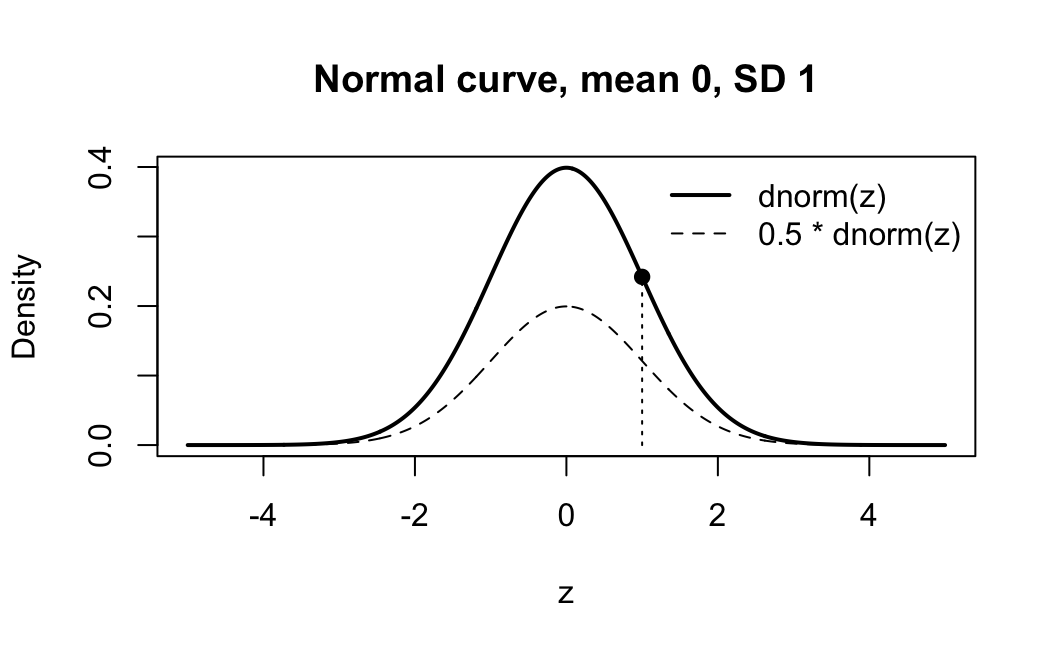 Normal curve, mean 0, SD 1
Density
0.4
0.2
0.0
dnorm(z)
0.5 * dnorm(z)
-4 -2 0 2 4
z